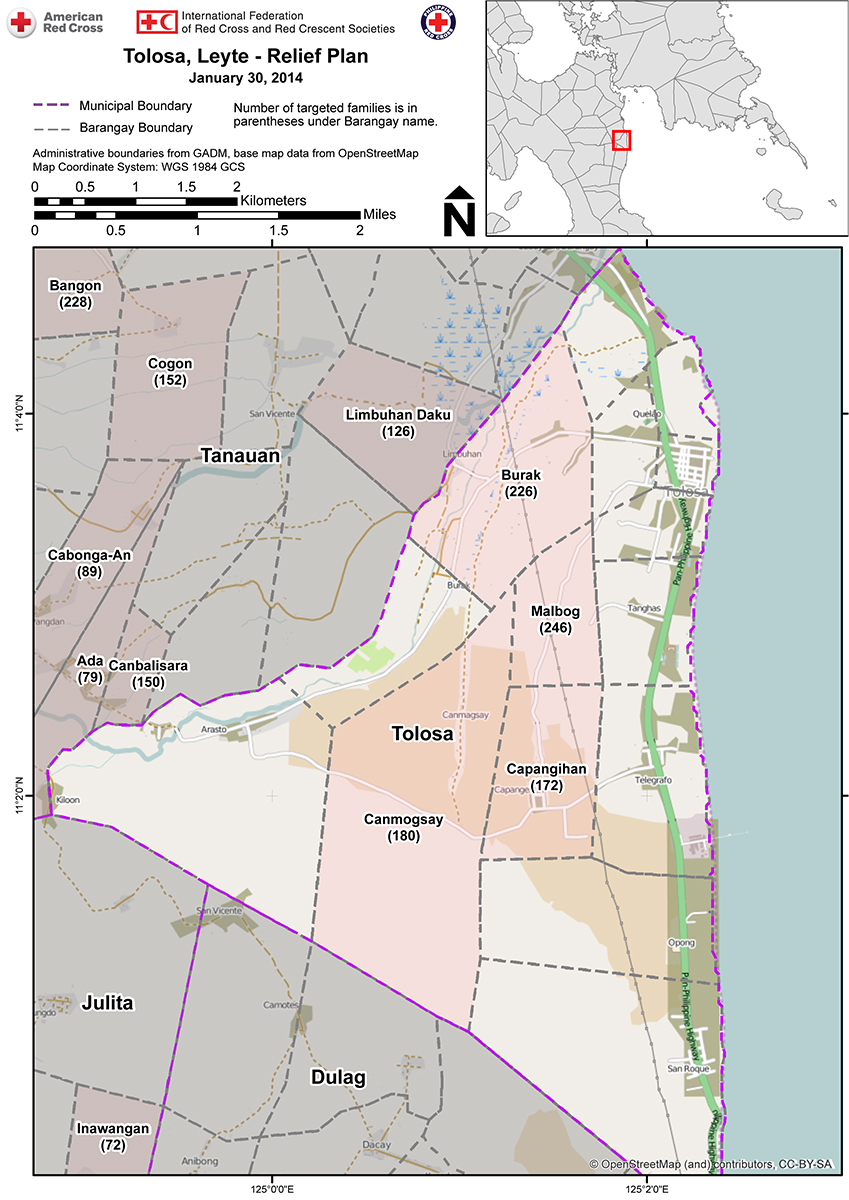 American
Red Cross
International Federation
of Red Cross and Red Crescent Societies
PHILIPPINE
RED CROSS
Tolosa, Leyte - Relief Plan
January 30, 2014
Municipal Boundary
Barangay Boundary
Number of targeted families is in
parentheses under Barangay name.
Administrative boundaries from GADM, base map data from OpenStreetMap
Map Coordinate System: WGS 1984 GCS
0 0.5 1 1.5 2
Kilometers
Miles
0 0.5 1 1.5 2
N
Bangon
(228)
Cogon
(152)
San Vicente
Limbuhan Daku
(126)
11°4'0"N
Quelao
Tanauan
Limbuhan
Burak
(226)
Tolosa
Pan-Philippine Highway
Cabonga-An
(89)
Burak
angdan
Malbog
(246)
Tanghas
Ada
(79)
Canbalisara
(150)
Canmagsay
Arasto
Tolosa
Capangihan
(172)
Capange
Telegrafo
11°2'0"N
Kiloon
Canmogsay
(180)
San Vicente
Opong
Julita
ngdo
Camotes
Pan-Philippine Highway
Dulag
San Roque
Inawangan
(72)
Dacay
Anibong
ppine High
© OpenStreetMap (and) contributors, CC-BY-SA
125°0'0"E
125°2'0"E